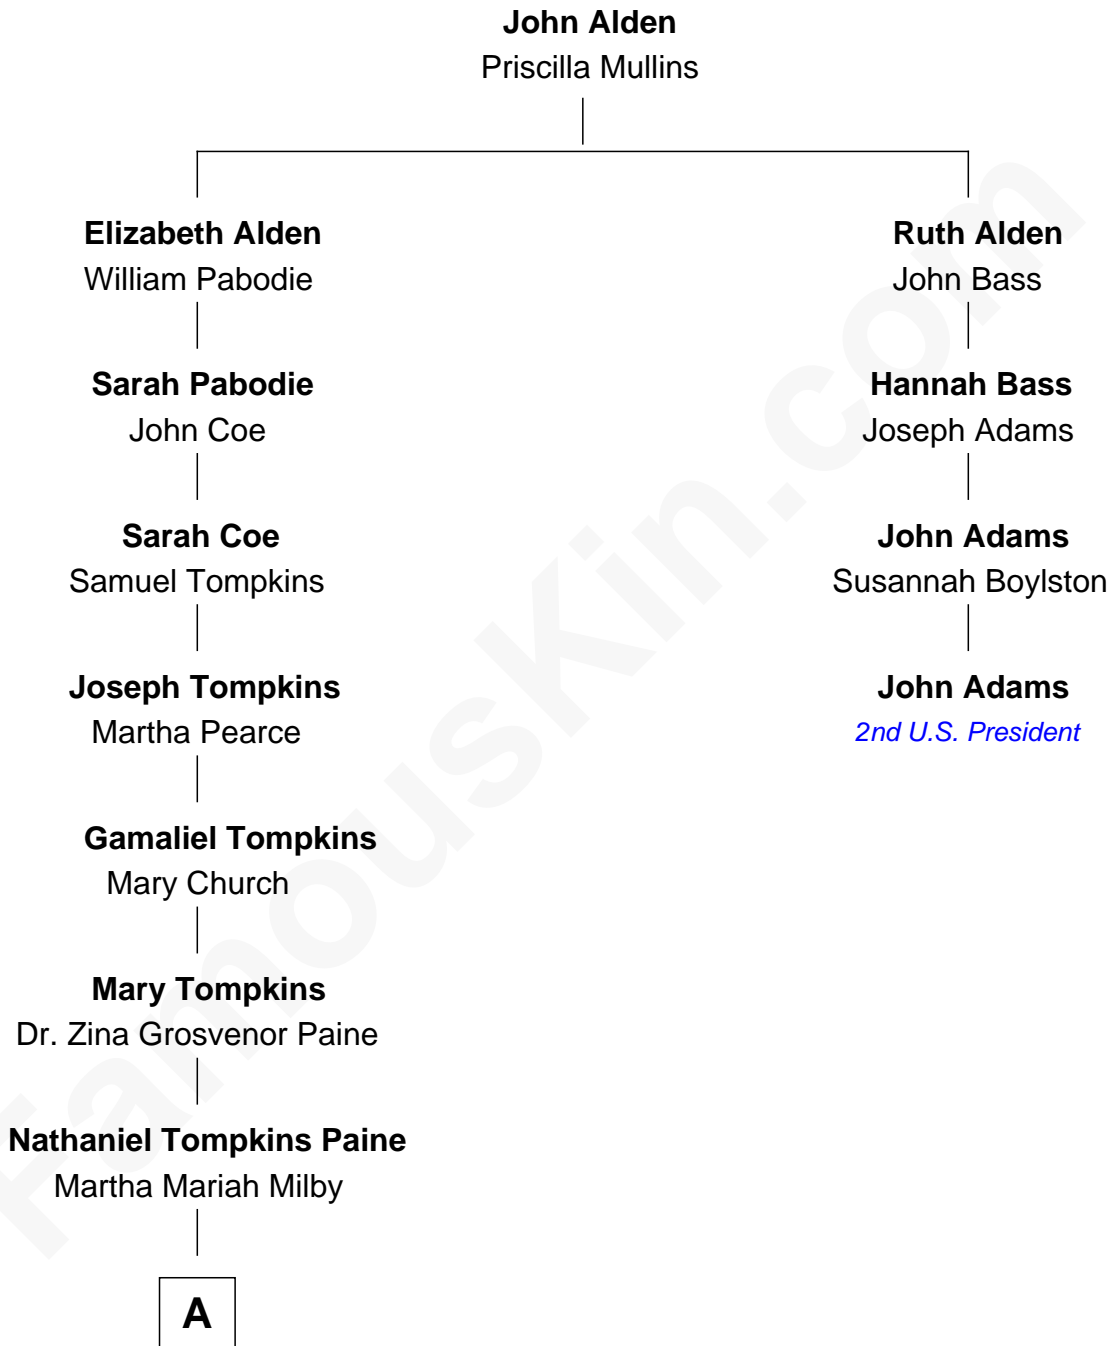 John Alden
Priscilla Mullins
Elizabeth Alden
William Pabodie
Ruth Alden
John Bass
Sarah Pabodie
John Coe
Hannah Bass
Joseph Adams
Sarah Coe
Samuel Tompkins
John Adams
Susannah Boylston
Joseph Tompkins
Martha Pearce
John Adams
2nd U.S. President
Gamaliel Tompkins
Mary Church
Mary Tompkins
Dr. Zina Grosvenor Paine
Nathaniel Tompkins Paine
Martha Mariah Milby
A
FamousKin.com